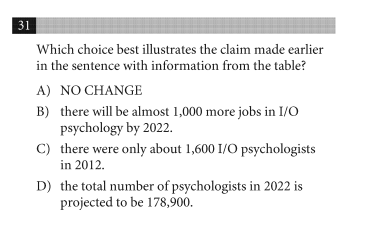 31
Which choice best illustrates the claim made earlier
in the sentence with information from the table?
A) NO CHANGE
B) there will be almost 1,000 more jobs in I/O
psychology by 2022.
C) there were only about 1,600 I/O psychologists
in 2012.
D) the total number of psychologists in 2022 is
projected to be 178,900.